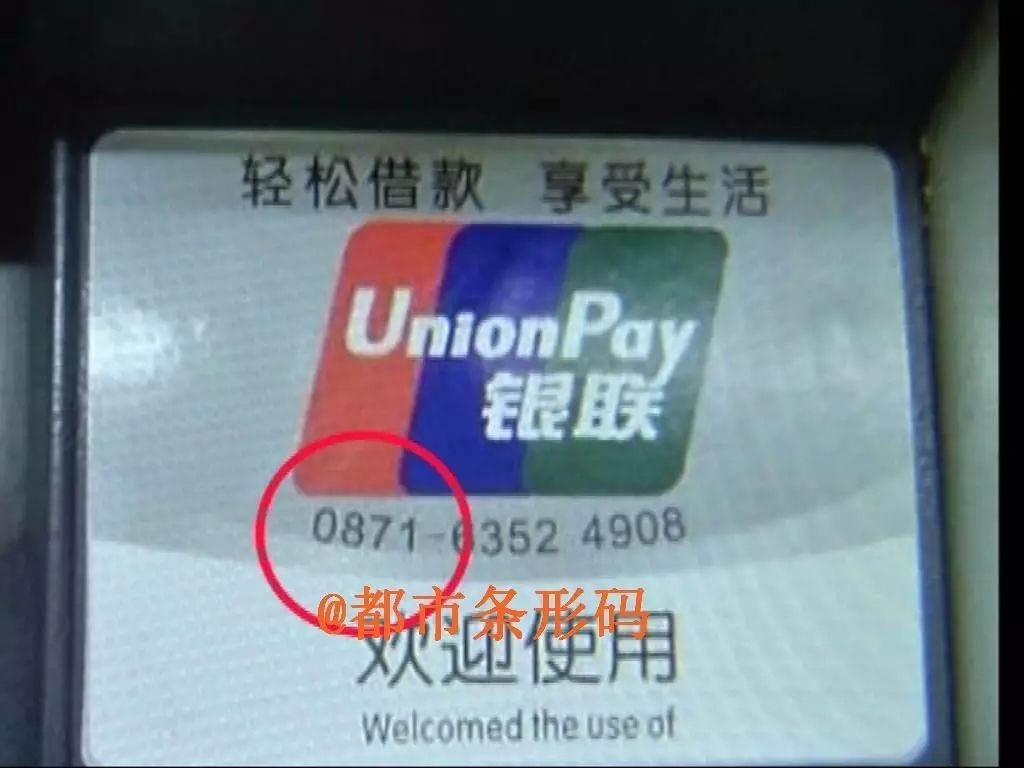 轻松借款 享受生活
UnionPay
银联
0871-6352 4908
@都市条形码
欢迎使用
Welcomed the use of